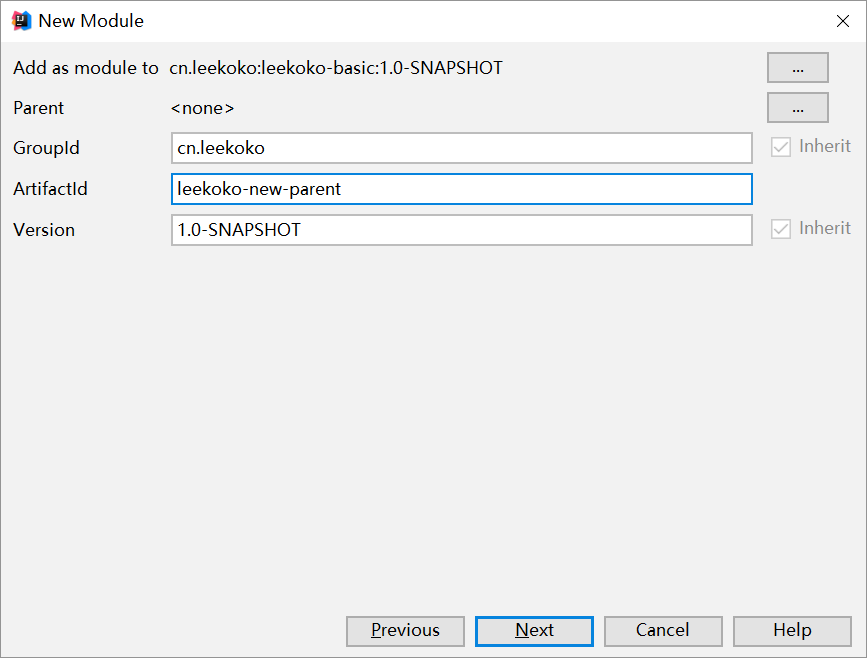 New Module
Add as module to cn.leekoko:leekoko-basic:1.0-SNAPSHOT ...
Parent <none> ...
GroupId cn.leekoko Inherit
ArtifactId leekoko-new-parent
Version 1.0-SNAPSHOT Inherit
Previous Next Cancel Help